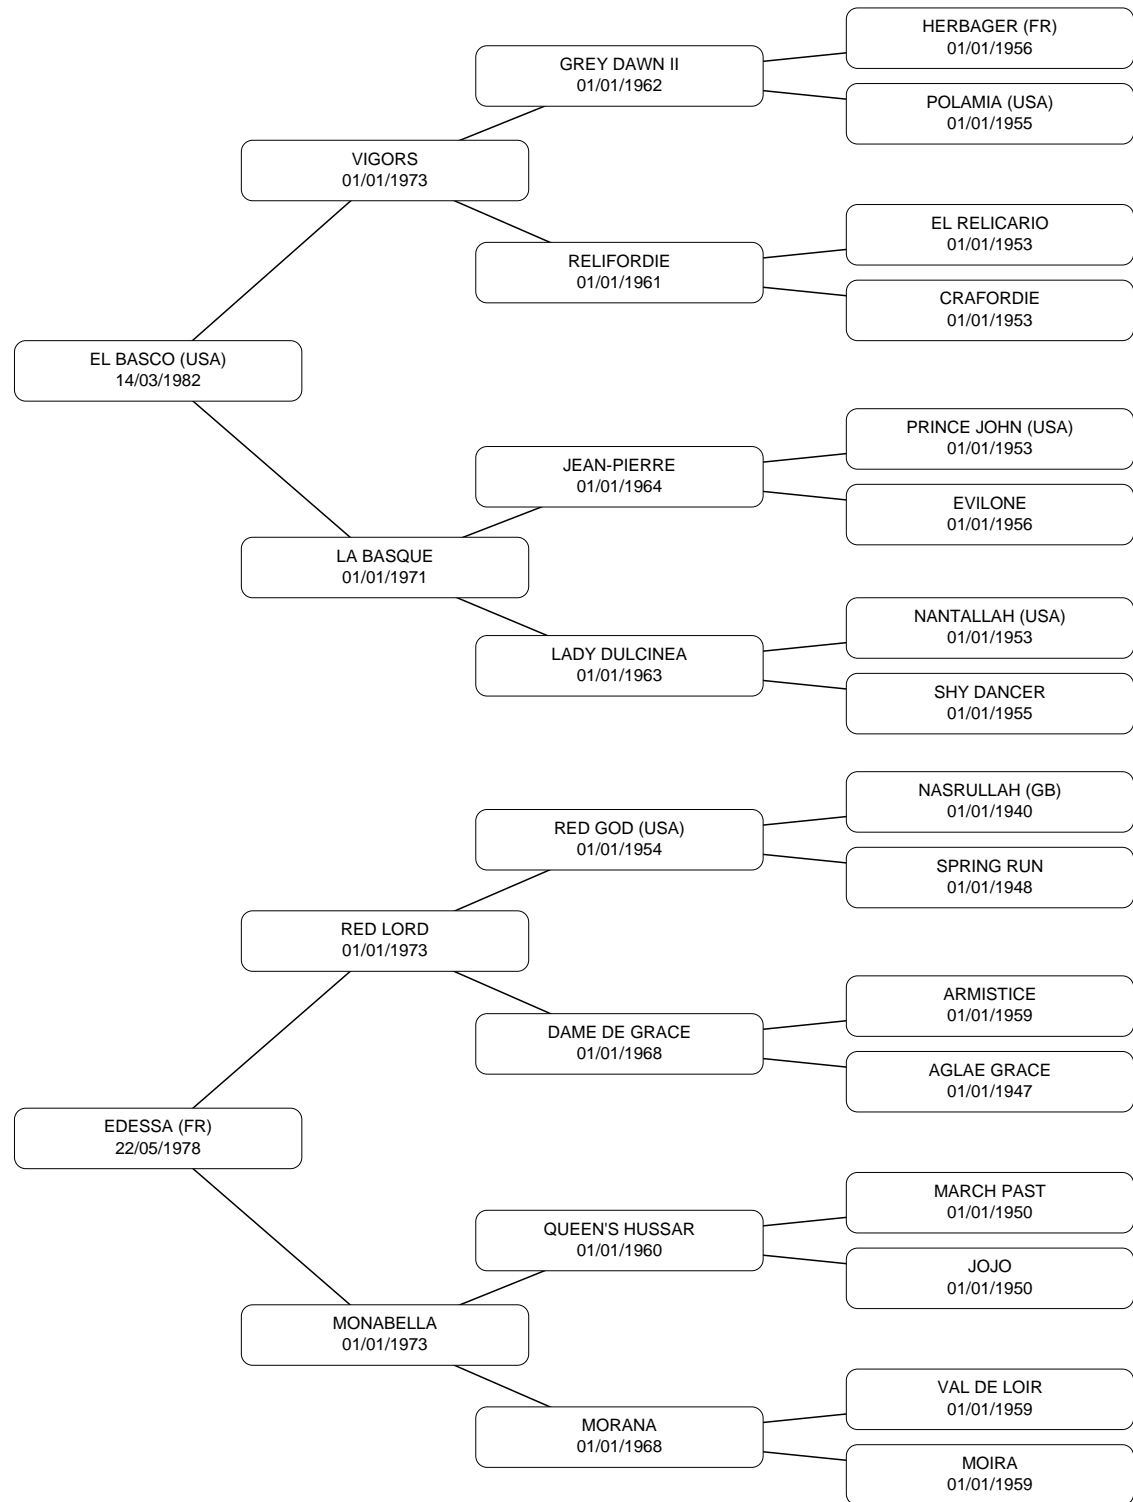 HERBAGER (FR)
01/01/1956
GREY DAWN II
01/01/1962
POLAMIA (USA)
01/01/1955
VIGORS
01/01/1973
EL RELICARIO
01/01/1953
RELIFORDIE
01/01/1961
CRAFORDIE
01/01/1953
EL BASCO (USA)
14/03/1982
PRINCE JOHN (USA)
01/01/1953
JEAN-PIERRE
01/01/1964
EVILONE
01/01/1956
LA BASQUE
01/01/1971
NANTALLAH (USA)
01/01/1953
LADY DULCINEA
01/01/1963
SHY DANCER
01/01/1955
NASRULLAH (GB)
01/01/1940
RED GOD (USA)
01/01/1954
SPRING RUN
01/01/1948
RED LORD
01/01/1973
ARMISTICE
01/01/1959
DAME DE GRACE
01/01/1968
AGLAE GRACE
01/01/1947
EDESSA (FR)
22/05/1978
MARCH PAST
01/01/1950
QUEEN'S HUSSAR
01/01/1960
JOJO
01/01/1950
MONABELLA
01/01/1973
VAL DE LOIR
01/01/1959
MORANA
01/01/1968
MOIRA
01/01/1959